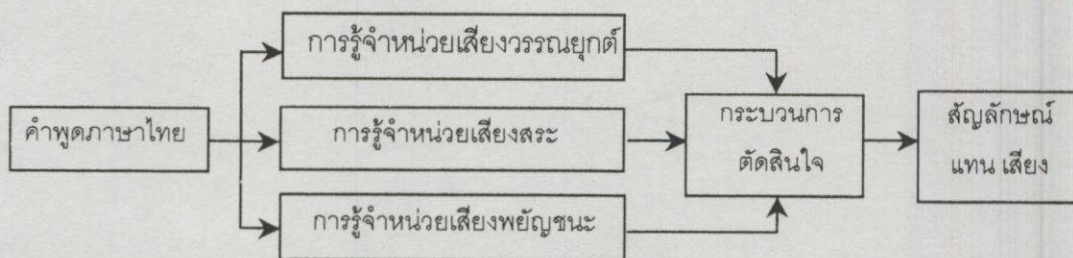 การรู้จำหน่วยเสียงวรรณยุกต์
คำพูดภาษาไทย
การรู้จำหน่วยเสียงสระ
การรู้จำหน่วยเสียงพยัญชนะ
กระบวนการ
ตัดสินใจ
สัญลักษณ์
แทน เสียง